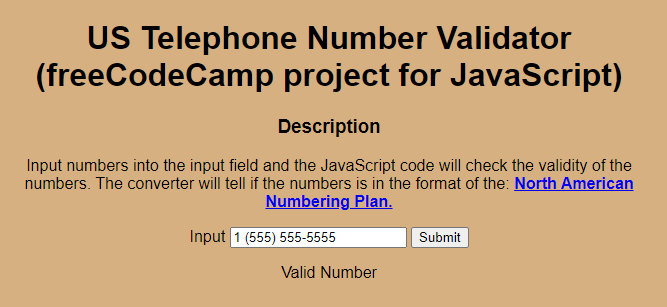 US Telephone Number Validator
(freeCodeCamp project for JavaScript)
Description
Input numbers into the input field and the JavaScript code will check the validity of the
numbers. The converter will tell if the numbers is in the format of the: North American
Numbering Plan.
Input 1 (555) 555-5555 Submit
Valid Number